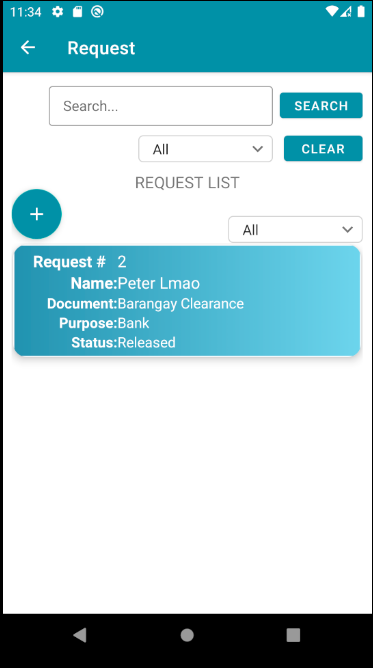 11:34
Request
Search...
SEARCH
All
CLEAR
REQUEST LIST
+
All
Request # 2
Name:Peter Lmao
Document:Barangay Clearance
Purpose:Bank
Status:Released